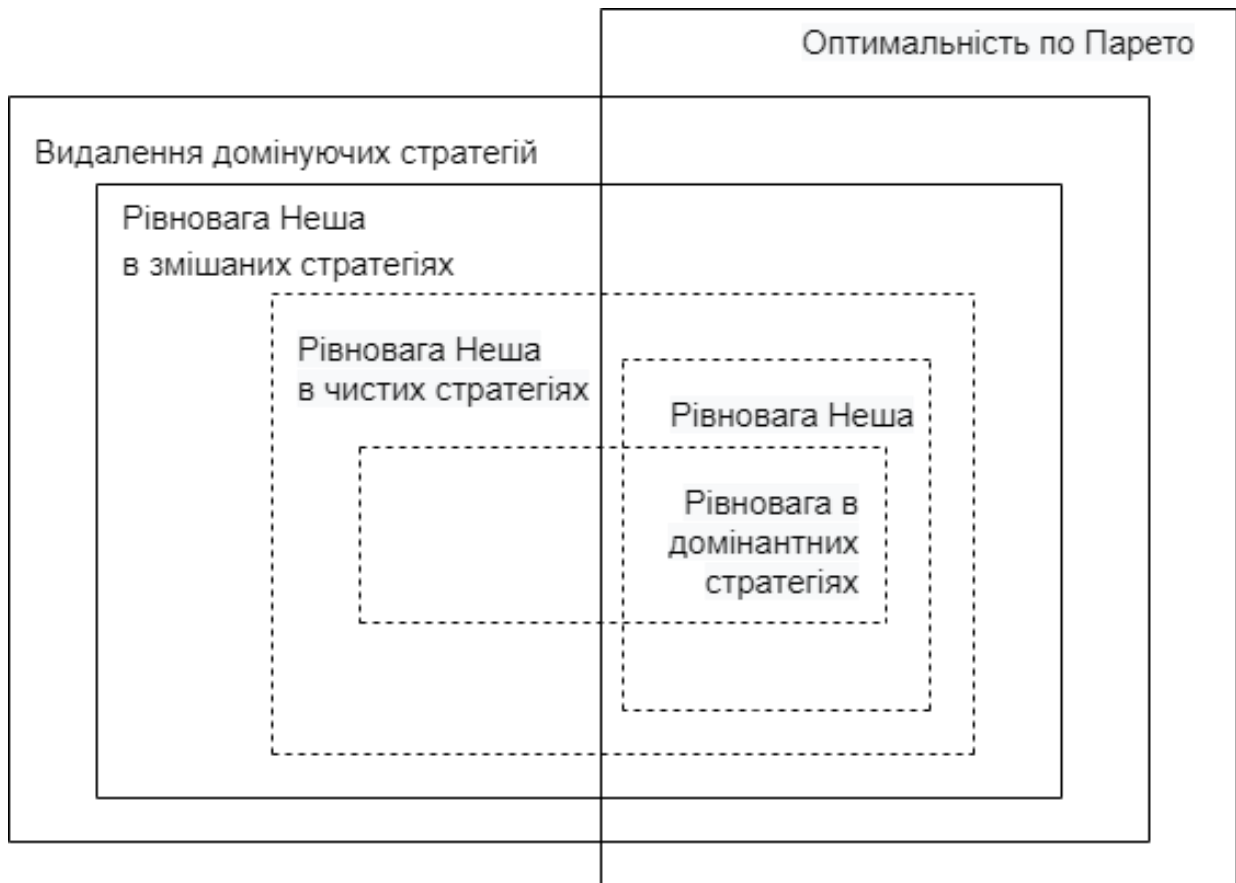 Оптимальність по Парето
Видалення домінуючих стратегій
Рівновага Неша
в змішаних стратегіях
Рівновага Неша
в чистих стратегіях
Рівновага Неша
Рівновага в
домінантних
стратегіях